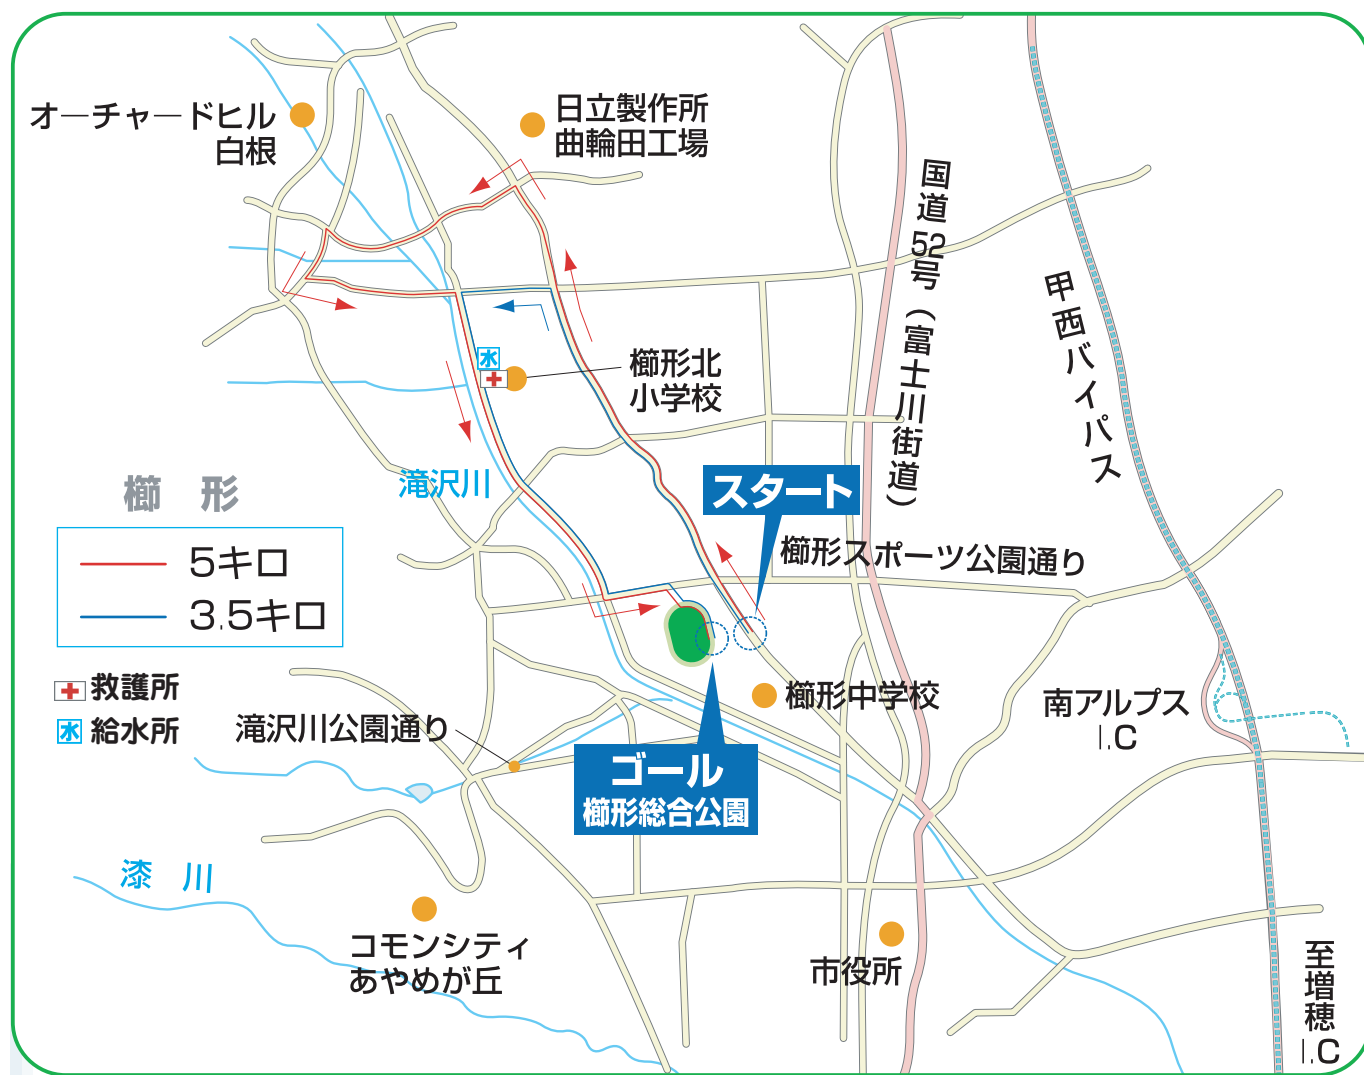 オーチャードヒル
白根
日立製作所
曲輪田工場
国道52号（富士川街道）
甲西バイパス
水
櫛形北
小学校
滝沢川
櫛　形
5キロ
3.5キロ
スタート
櫛形スポーツ公園通り
救護所
水
給水所
滝沢川公園通り
櫛形中学校
南アルプス
I.C
ゴール
櫛形総合公園
漆　川
コモンシティ
あやめが丘
市役所
至増穂
I.C